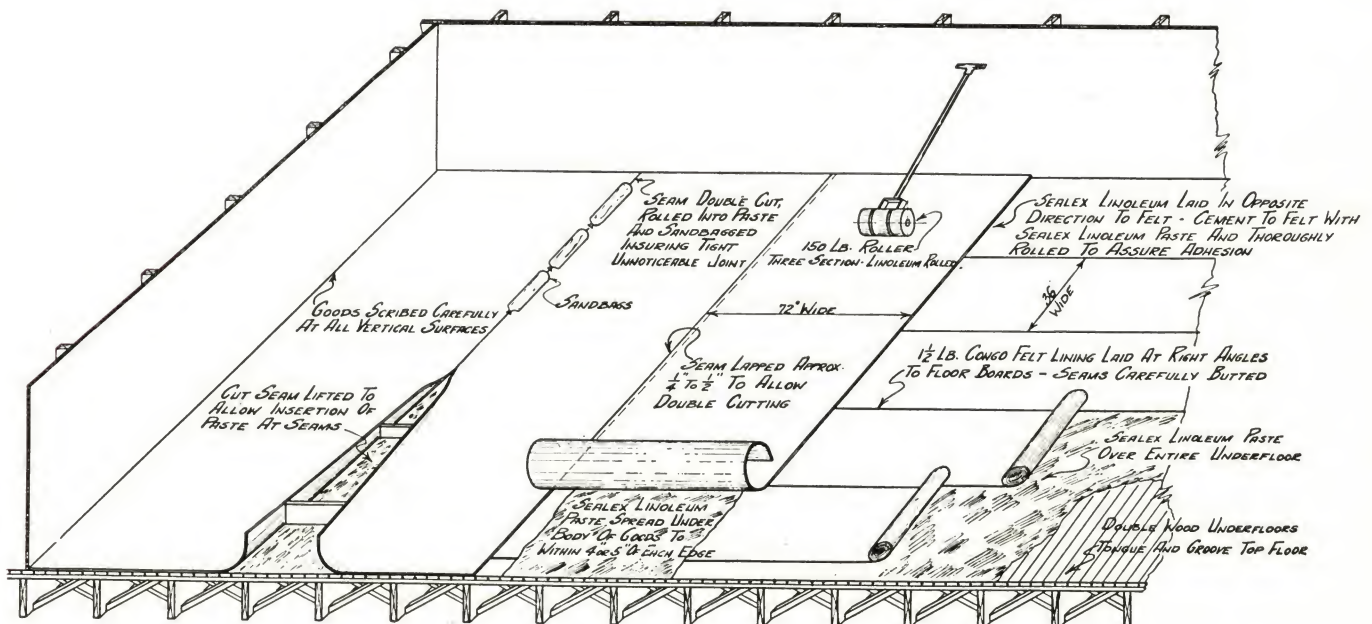 SEAM DOUBLE CUT,
ROLLED INTO PASTE
AND SANDBAGGED
INSURING TIGHT
UNNOTICEABLE JOINT
SANDBAGS
150 LB. ROLLER
THREE SECTION - LINOLEUM ROLLED.
SEALEX LINOLEUM LAID IN OPPOSITE
DIRECTION TO FELT - CEMENT TO FELT WITH
SEALEX LINOLEUM PASTE AND THOROUGHLY
ROLLED TO ASSURE ADHESION
GOODS SCRIBED CAREFULLY
AT ALL VERTICAL SURFACES
72" WIDE
36"
WIDE
SEAM LAPPED APPROX.
1/4" TO 1/2" TO ALLOW
DOUBLE CUTTING
1 1/2 LB. CONGO FELT LINING LAID AT RIGHT ANGLES
TO FLOOR BOARDS - SEAMS CAREFULLY BUTTED
CUT SEAM LIFTED TO
ALLOW INSERTION OF
PASTE AT SEAMS
SEALEX LINOLEUM PASTE
OVER ENTIRE UNDERFLOOR
SEALEX LINOLEUM
PASTE SPREAD UNDER
BODY OF GOODS TO
WITHIN 4 OR 5" OF EACH EDGE
DOUBLE WOOD UNDERFLOORS
TONGUE AND GROOVE TOP FLOOR